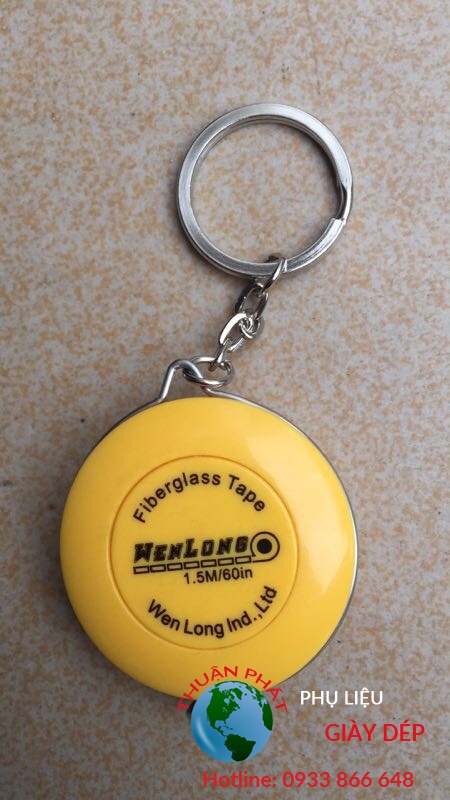 Fiberglass Tape
WENLONG
1.5M/60in
Wen Long Ind.,Ltd
THUẬN PHÁT
PHỤ LIỆU
GIÀY DÉP
Hotline: 0933 866 648